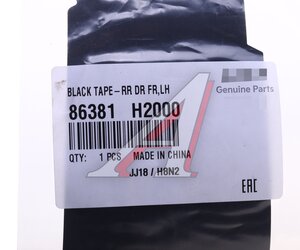 BLACK TAPE-RR DR FR,LH
Genuine Parts
86381 H2000
QTY: 1 PCS MADE IN CHINA
JJ18 / H8N2
EAC